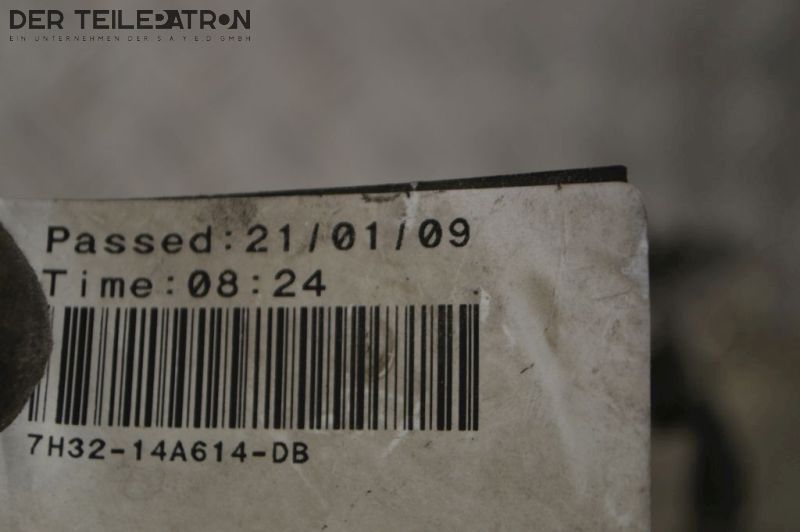 DER TEILEPATRON
EIN UNTERNEHMEN DER S A Y E D GMBH
Passed:21/01/09
Time:08:24
7H32-14A614-DB